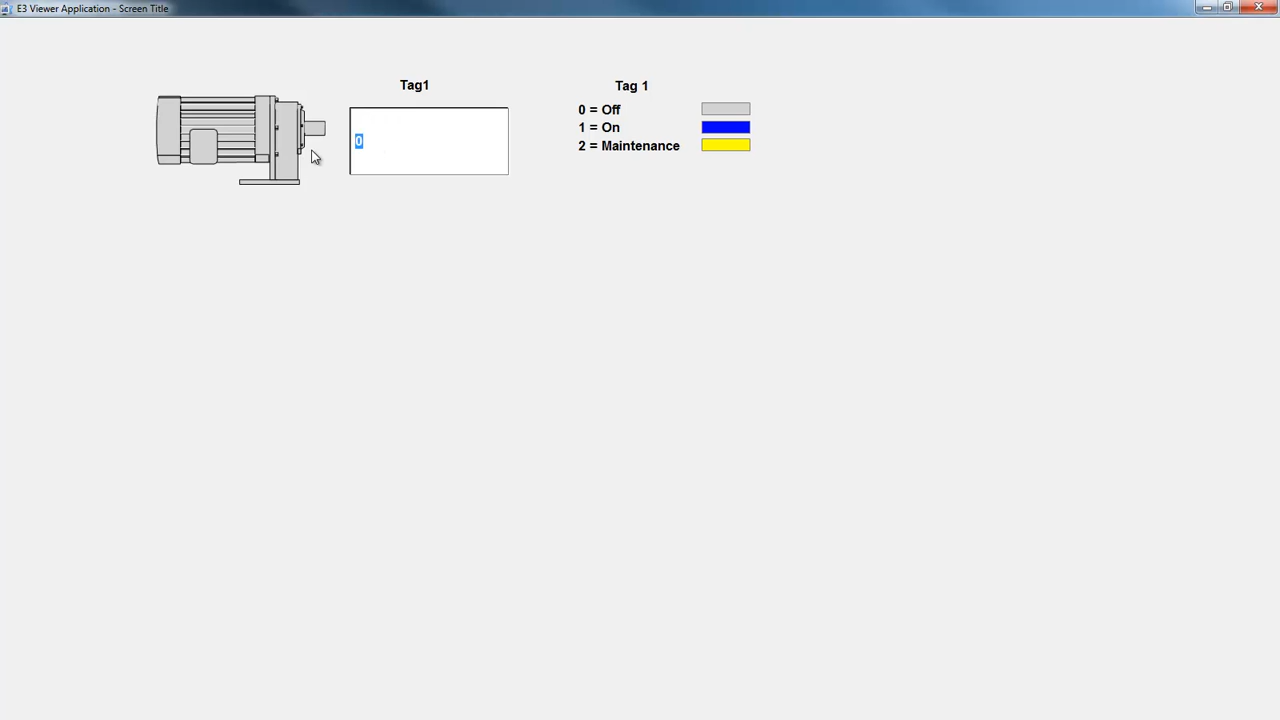 E3 Viewer Application - Screen Title
Tag1
0
Tag 1
0 = Off
1 = On
2 = Maintenance